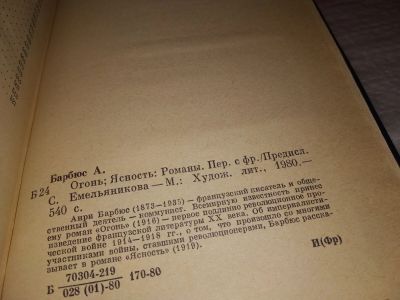 Барбюс А.
Б 24 Огонь; Ясность: Романы. Пер. с фр./Предисл.
С. Емельяникова — М.: Худож. лит., 1980.—
540 с.
Анри Барбюс (1873—1935) — французский писатель и обще-
ственный деятель — коммунист. Всемирную известность принес
ему роман «Огонь» (1916) — первое подлинно революционное про-
изведение французской литературы XX века. Об империалисти-
ческой войне 1914—1918 гг., о том, что произошло со многими
участниками войны, ставшими революционерами, Барбюс расска-
зывает в романе «Ясность» (1919).
Б 70304-219
028 (01)-80 170-80
И(Фр)